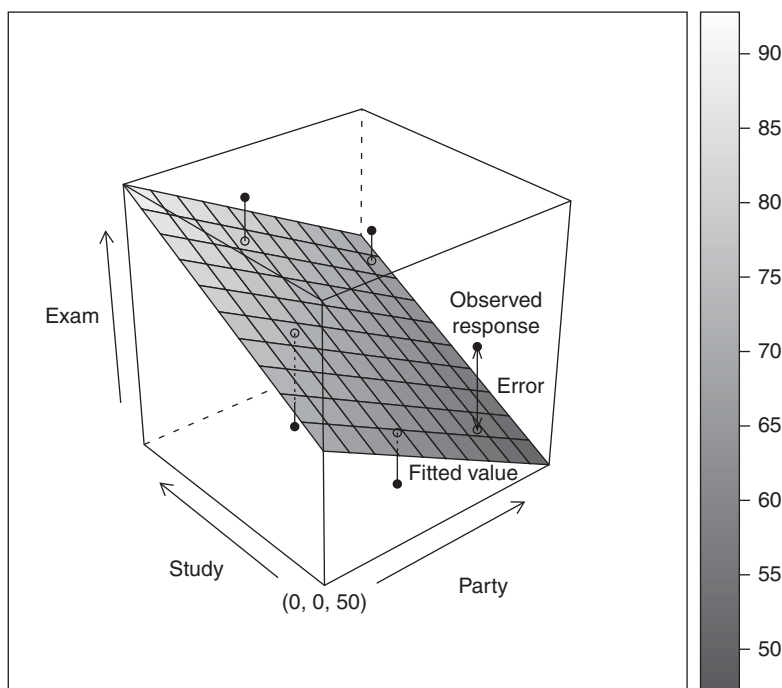 90
85
80
75
70
65
60
55
50
Exam
Observed
response
Error
Fitted value
Study
Party
(0, 0, 50)